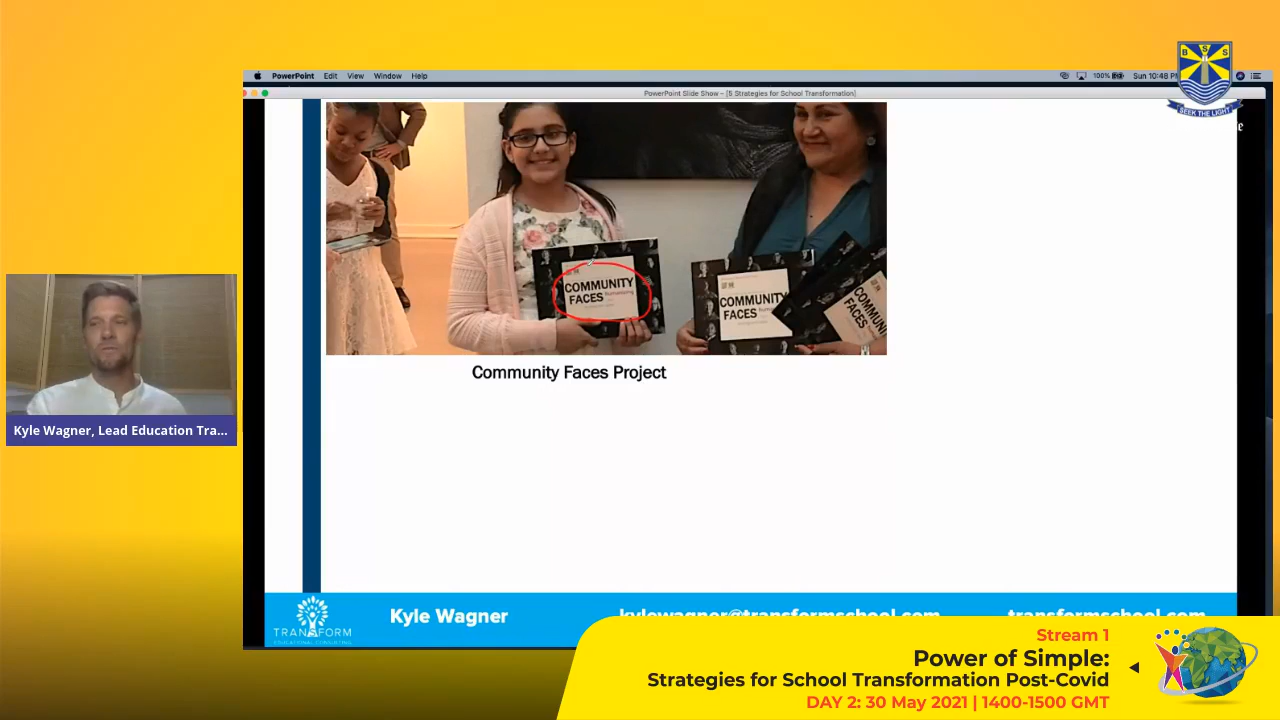 PowerPoint Edit View Window Help
100% Sun 10:48 P
PowerPoint Slide Show - [5 Strategies for School Transformation]
B S S
SEEK THE LIGHT
COMMUNITY
FACES Humanizing
COMMUNITY
FACES
COMMUNITY
FACES
Community Faces Project
Kyle Wagner, Lead Education Tra...
TRANSFORM
EDUCATIONAL CONSULTING
Kyle Wagner
kylewagner@transformschool.com
transformschool.com
Stream 1
Power of Simple:
Strategies for School Transformation Post-Covid
DAY 2: 30 May 2021 | 1400-1500 GMT